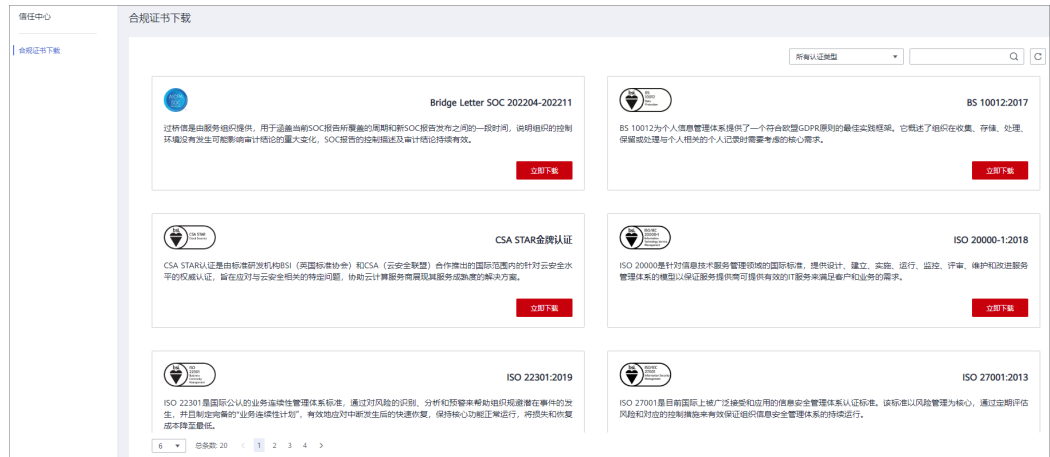 信任中心
合规证书下载
合规证书下载
所有认证类型
Bridge Letter SOC 202204-202211
过桥信是由服务组织提供，用于涵盖当前SOC报告所覆盖的周期和新SOC报告发布之间的一段时间，说明组织的控制
环境没有发生可能影响审计结论的重大变化，SOC报告的控制描述及审计结论持续有效。
立即下载
BS 10012:2017
BS 10012为个人信息管理体系提供了一个符合欧盟GDPR原则的最佳实践框架。它概述了组织在收集、存储、处理、
保留或处理与个人相关的个人记录时需要考虑的核心需求。
立即下载
CSA STAR金牌认证
CSA STAR认证是由标准研发机构BSI（英国标准协会）和CSA（云安全联盟）合作推出的国际范围内的针对云安全水
平的权威认证，旨在应对与云安全相关的特定问题，协助云计算服务商展现其服务成熟度的解决方案。
立即下载
ISO 20000-1:2018
ISO 20000是针对信息技术服务管理领域的国际标准，提供设计、建立、实施、运行、监控、评审、维护和改进服务
管理体系的模型以保证服务提供商可提供有效的IT服务来满足客户和业务的需求。
立即下载
ISO 22301:2019
ISO 22301是国际公认的业务连续性管理体系标准，通过对风险的识别、分析和预警来帮助组织规避潜在事件的发
生，并且制定完备的“业务连续性计划”，有效地应对中断发生后的快速恢复，保持核心功能正常运行，将损失和恢复
成本降至最低。
ISO 27001:2013
ISO 27001是目前国际上被广泛接受和应用的信息安全管理体系认证标准。该标准以风险管理为核心，通过定期评估
风险和对应的控制措施来有效保证组织信息安全管理体系的持续运行。
6 总条数: 20 < 1 2 3 4 >